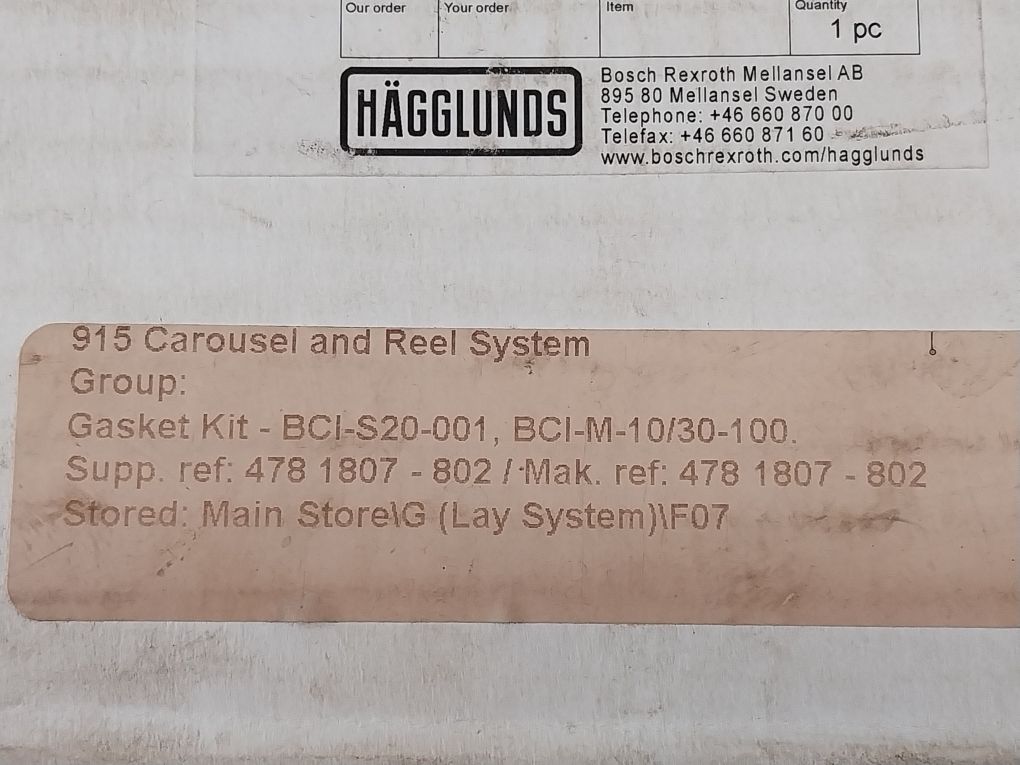 Our order Your order Item Quantity
1 pc
HÄGGLUNDS
Bosch Rexroth Mellansel AB
895 80 Mellansel Sweden
Telephone: +46 660 870 00
Telefax: +46 660 871 60
www.boschrexroth.com/hagglunds
915 Carousel and Reel System
Group:
Gasket Kit - BCI-S20-001, BCI-M-10/30-100.
Supp. ref: 478 1807 - 802 / Mak. ref: 478 1807 - 802
Stored: Main Store\G (Lay System)\F07